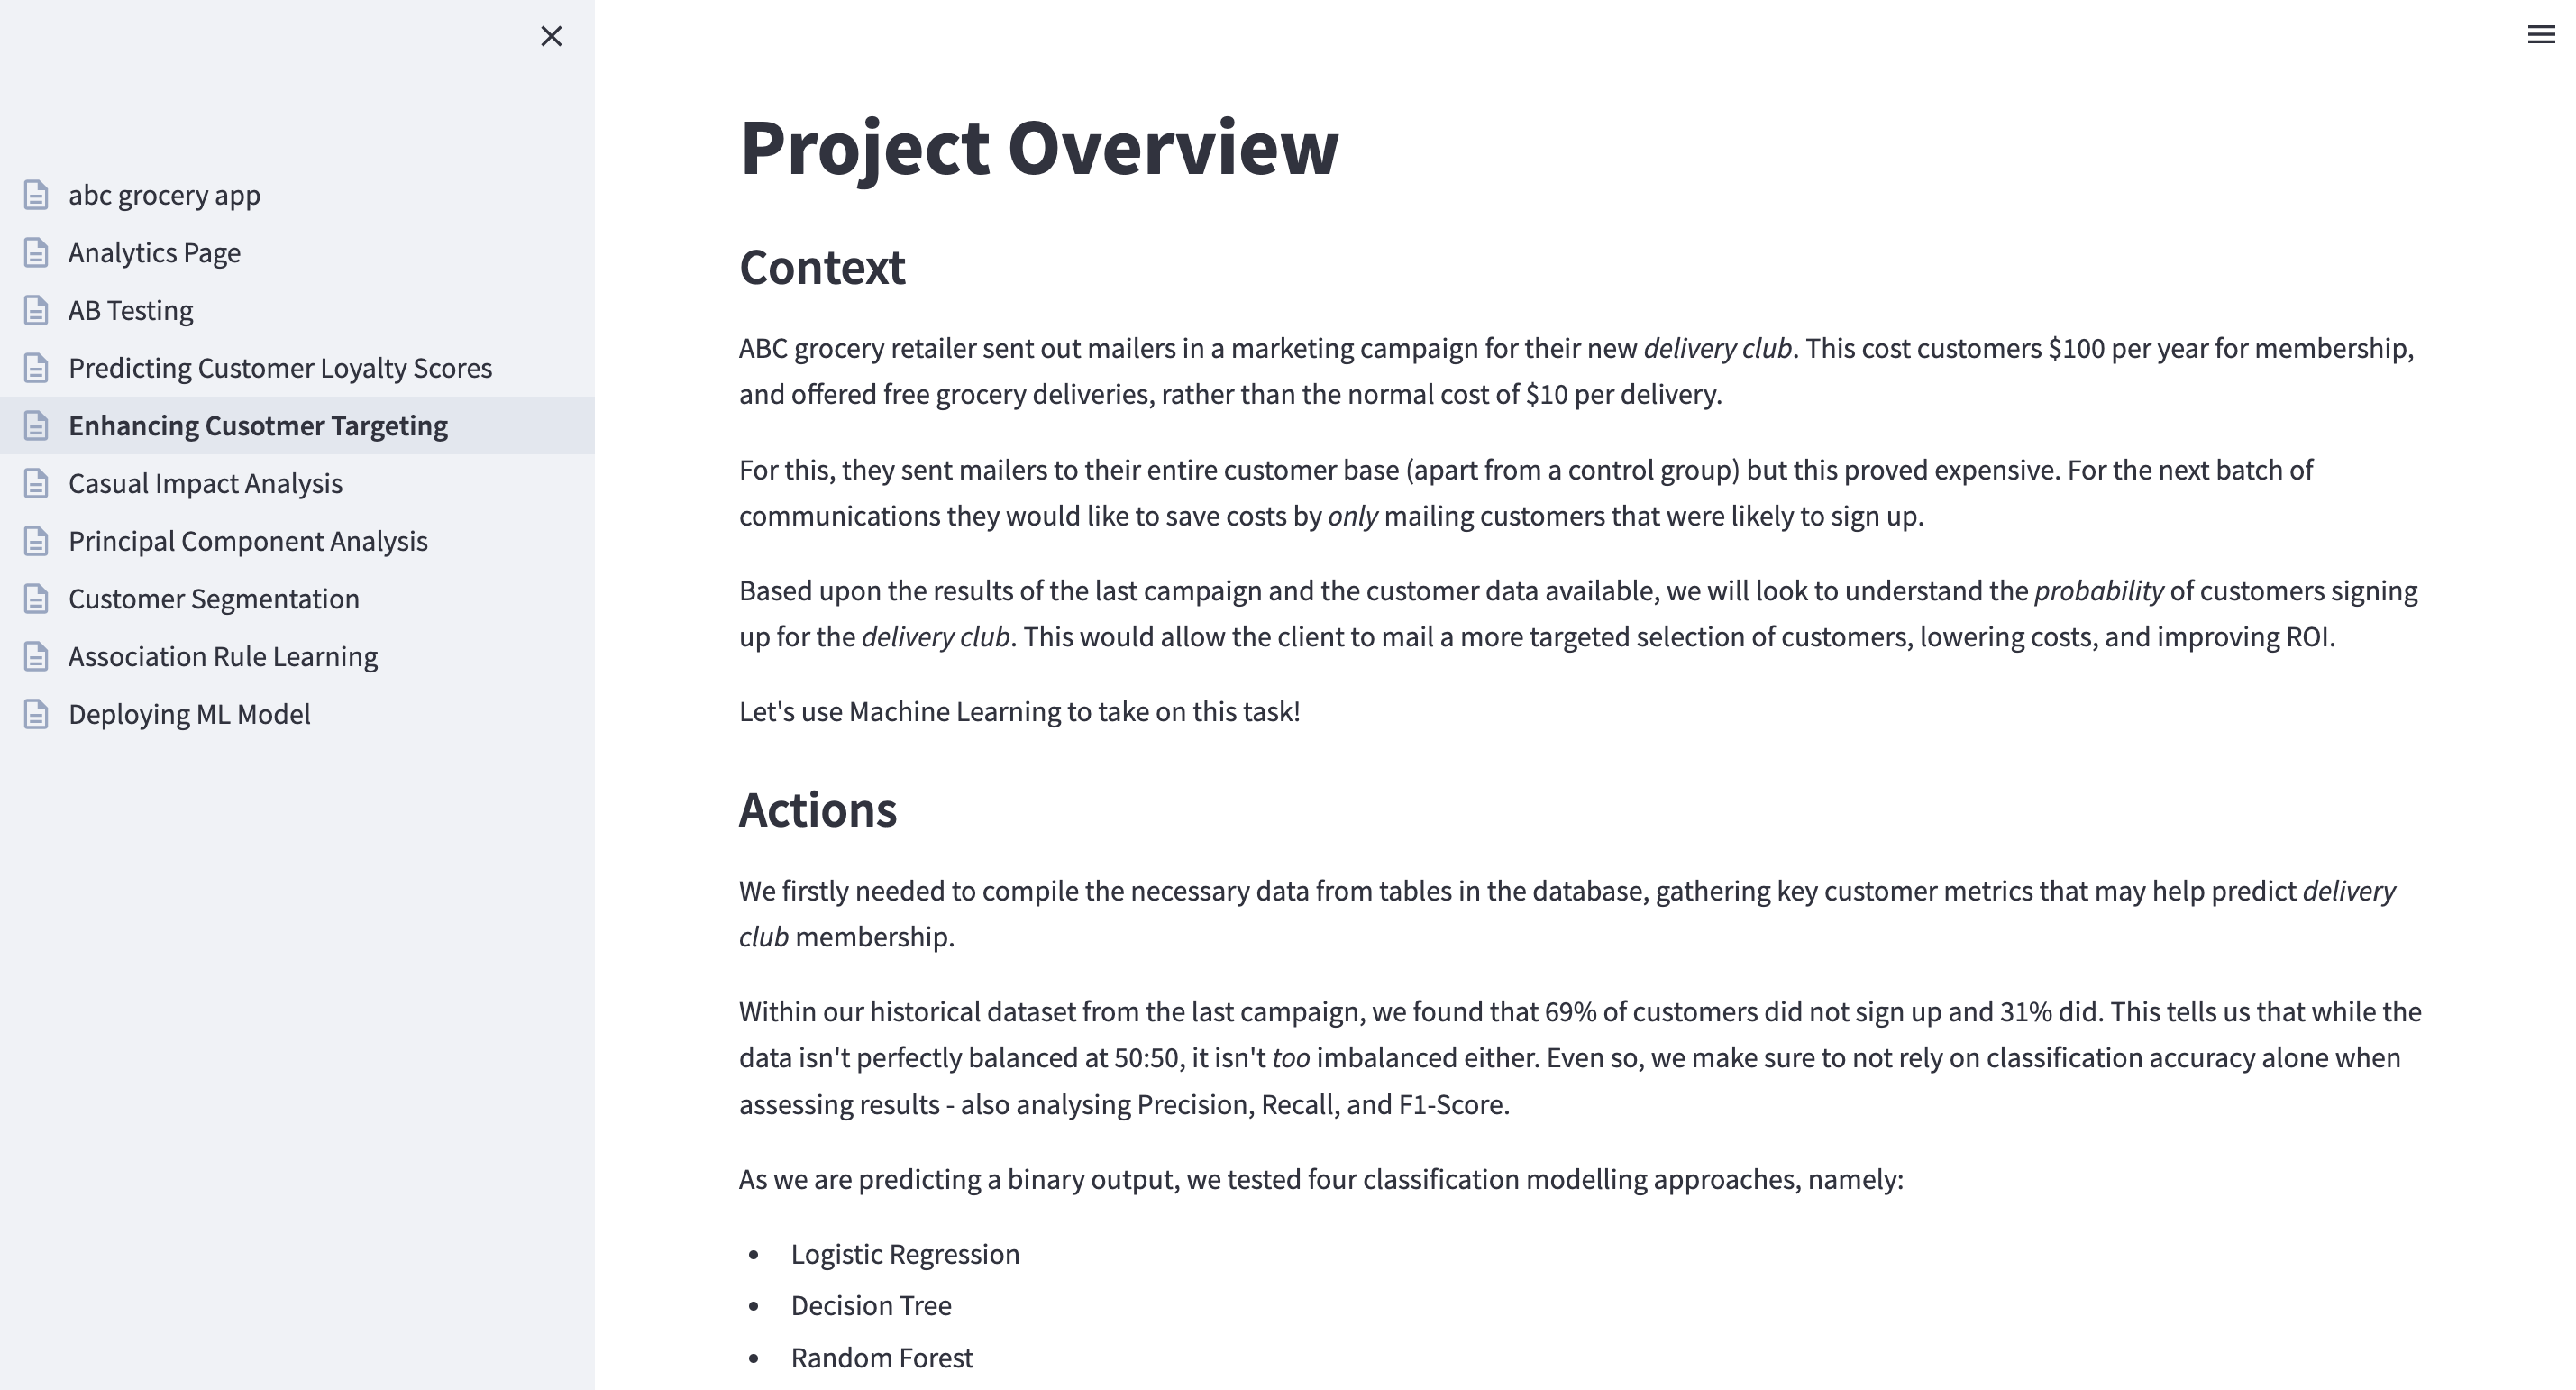 abc grocery app
Analytics Page
AB Testing
Predicting Customer Loyalty Scores
Enhancing Cusotmer Targeting
Casual Impact Analysis
Principal Component Analysis
Customer Segmentation
Association Rule Learning
Deploying ML Model
Project Overview
Context
ABC grocery retailer sent out mailers in a marketing campaign for their new delivery club. This cost customers $100 per year for membership,
and offered free grocery deliveries, rather than the normal cost of $10 per delivery.
For this, they sent mailers to their entire customer base (apart from a control group) but this proved expensive. For the next batch of
communications they would like to save costs by only mailing customers that were likely to sign up.
Based upon the results of the last campaign and the customer data available, we will look to understand the probability of customers signing
up for the delivery club. This would allow the client to mail a more targeted selection of customers, lowering costs, and improving ROI.
Let's use Machine Learning to take on this task!
Actions
We firstly needed to compile the necessary data from tables in the database, gathering key customer metrics that may help predict delivery
club membership.
Within our historical dataset from the last campaign, we found that 69% of customers did not sign up and 31% did. This tells us that while the
data isn't perfectly balanced at 50:50, it isn't too imbalanced either. Even so, we make sure to not rely on classification accuracy alone when
assessing results - also analysing Precision, Recall, and F1-Score.
As we are predicting a binary output, we tested four classification modelling approaches, namely:
• Logistic Regression
• Decision Tree
• Random Forest